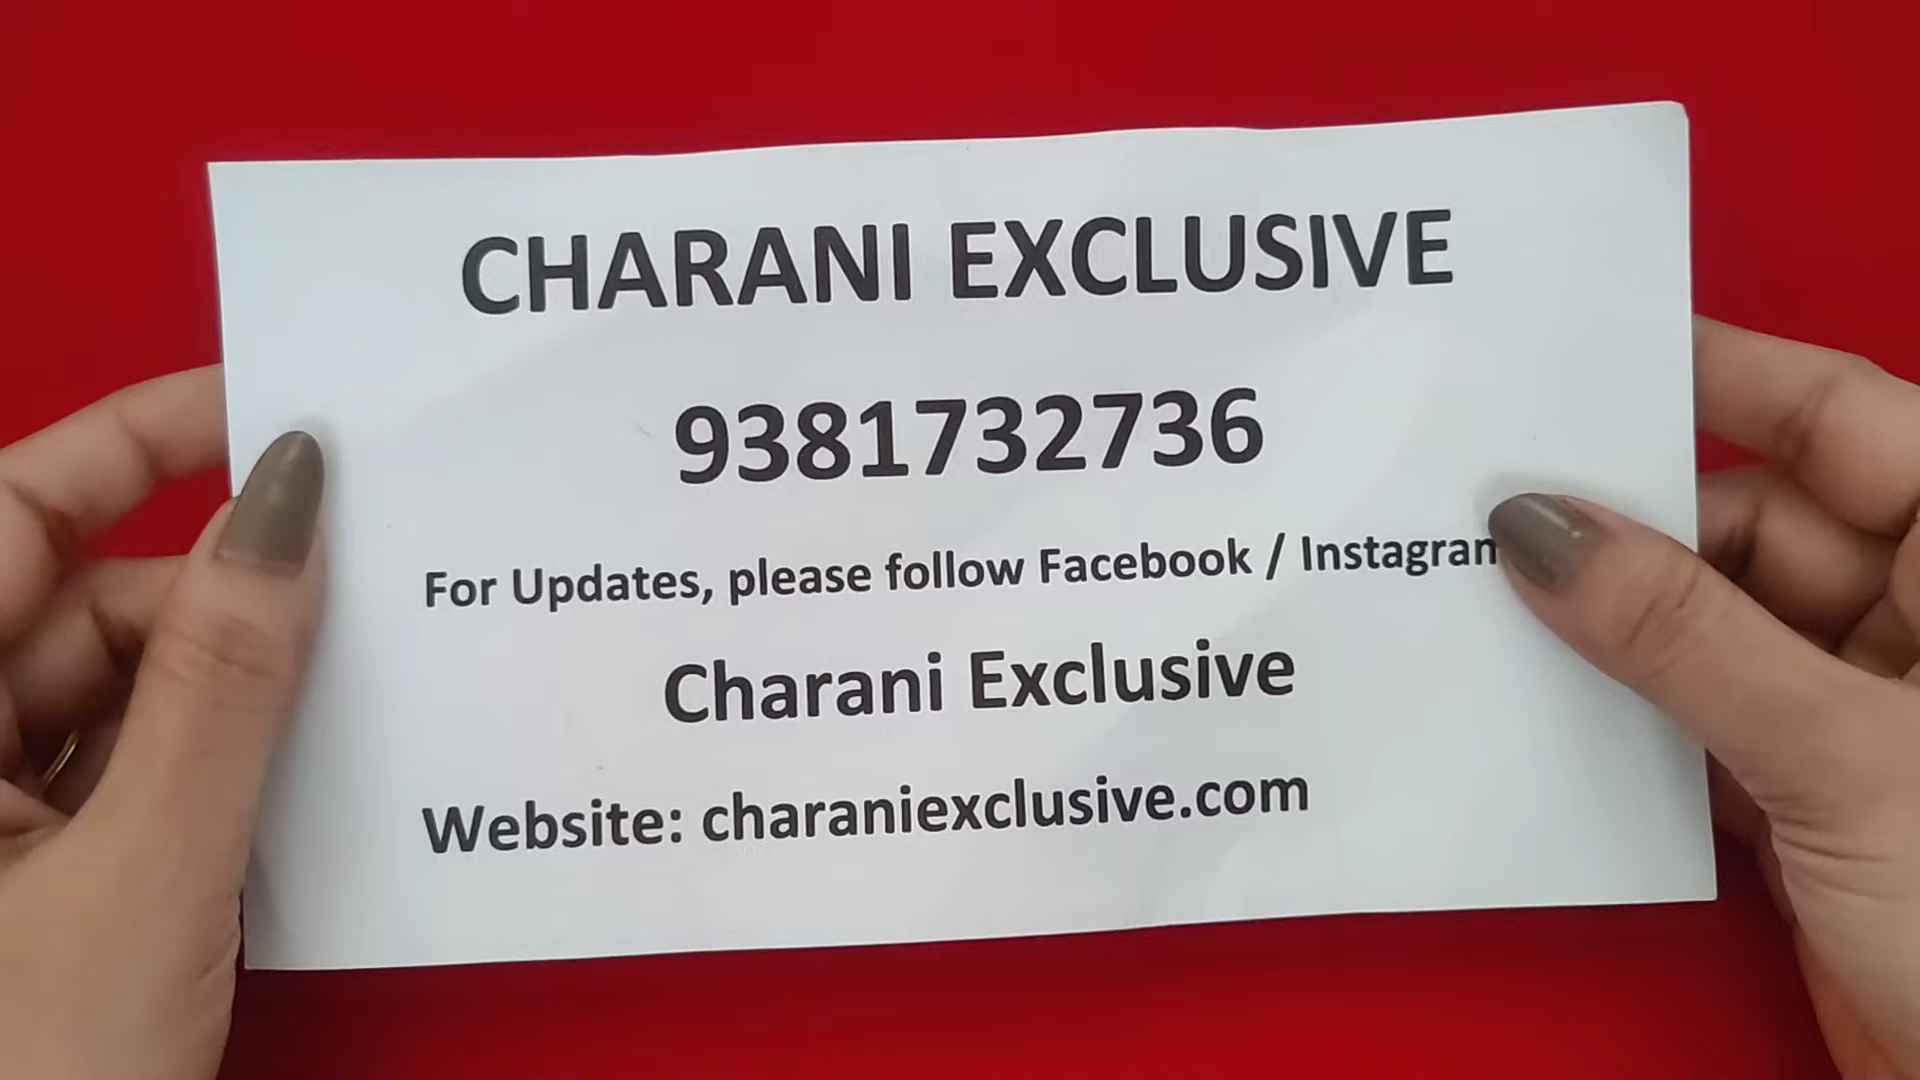 CHARANI EXCLUSIVE
9381732736
For Updates, please follow Facebook / Instagram
Charani Exclusive
Website: charaniexclusive.com